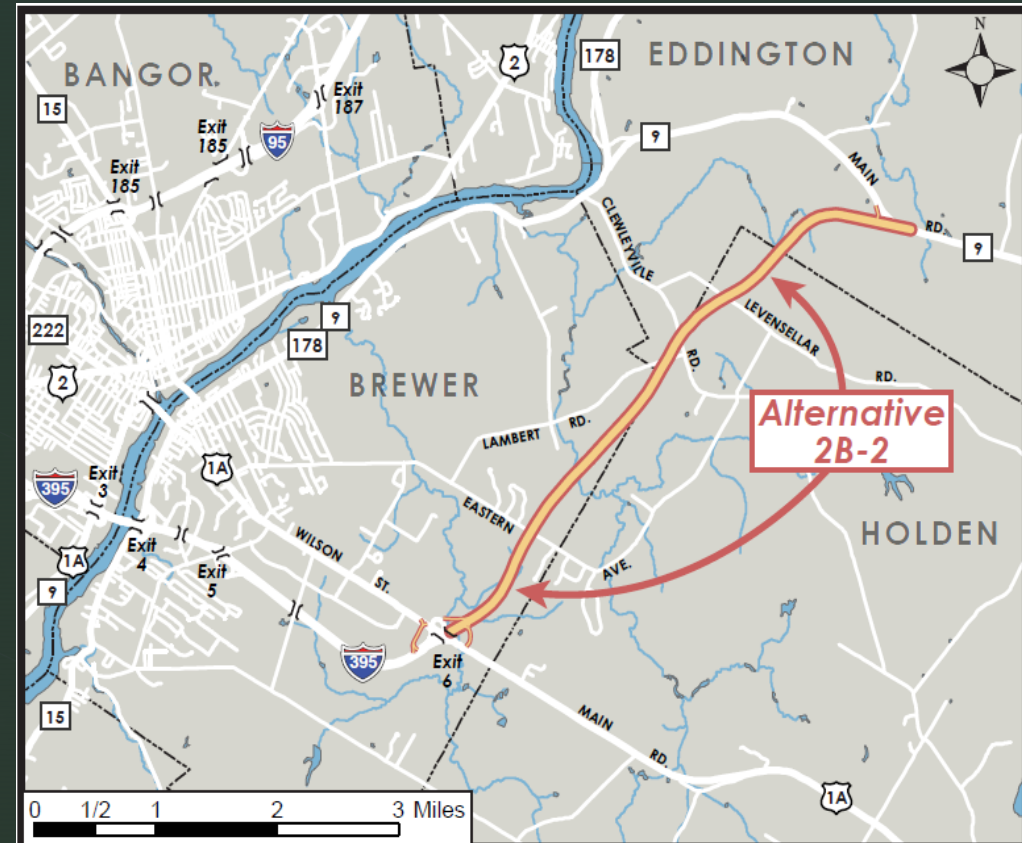 N
EDDINGTON
178
2
BANGOR
15
Exit
187
Exit
185
95
9
Exit
185
MAIN
CLEWLEYVILLE
RD.
9
222
9
178
LEVENSELLAR
2
BREWER
RD.
RD.
Alternative
2B-2
LAMBERT RD.
1A
395
Exit
3
EASTERN
HOLDEN
WILSON
ST.
AVE.
1A
Exit
4
Exit
5
9
395
Exit
6
15
MAIN
RD.
1A
0 1/2 1 2 3 Miles